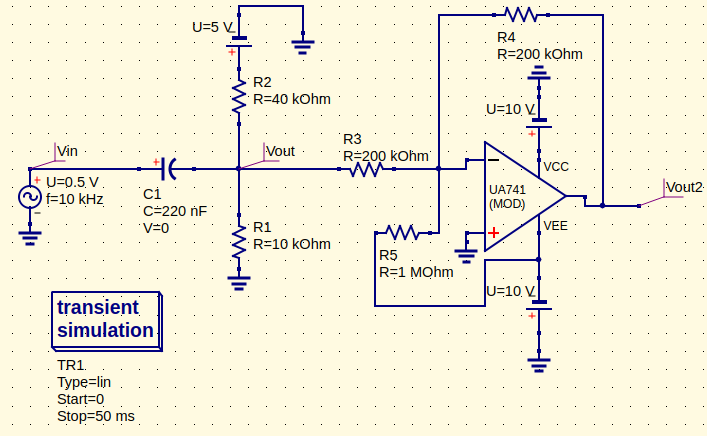 U=5 V
R2
R=40 kOhm
Vin
U=0.5 V
f=10 kHz
C1
C=220 nF
V=0
Vout
R3
R=200 kOhm
R1
R=10 kOhm
R4
R=200 kOhm
U=10 V
VCC
UA741
(MOD)
VEE
Vout2
R5
R=1 MOhm
U=10 V
transient
simulation
TR1
Type=lin
Start=0
Stop=50 ms